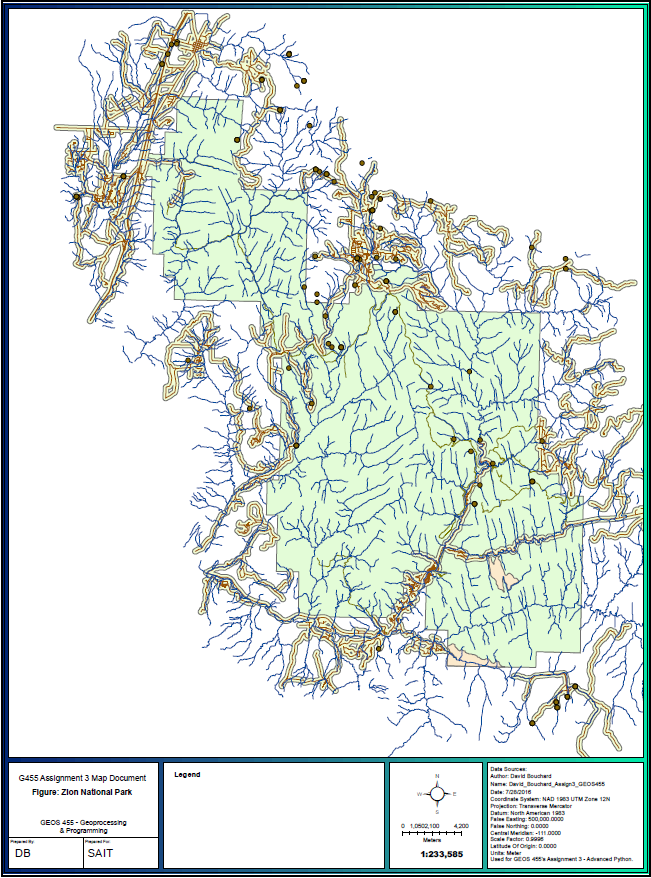 G455 Assignment 3 Map Document
Figure: Zion National Park
GEOS 455 - Geoprocessing
& Programming
Prepared By:
DB
Prepared For:
SAIT
Legend
N
W
E
S
0 1,0502,100 4,200
Meters
1:233,585
Data Sources:
Author: David Bouchard
Name: David_Bouchard_Assign3_GEOS455
Date: 7/28/2016
Coordinate System: NAD 1983 UTM Zone 12N
Projection: Transverse Mercator
Datum: North American 1983
False Easting: 500,000.0000
False Northing: 0.0000
Central Meridian: -111.0000
Scale Factor: 0.9996
Latitude Of Origin: 0.0000
Units: Meter
Used for GEOS 455's Assignment 3 - Advanced Python.